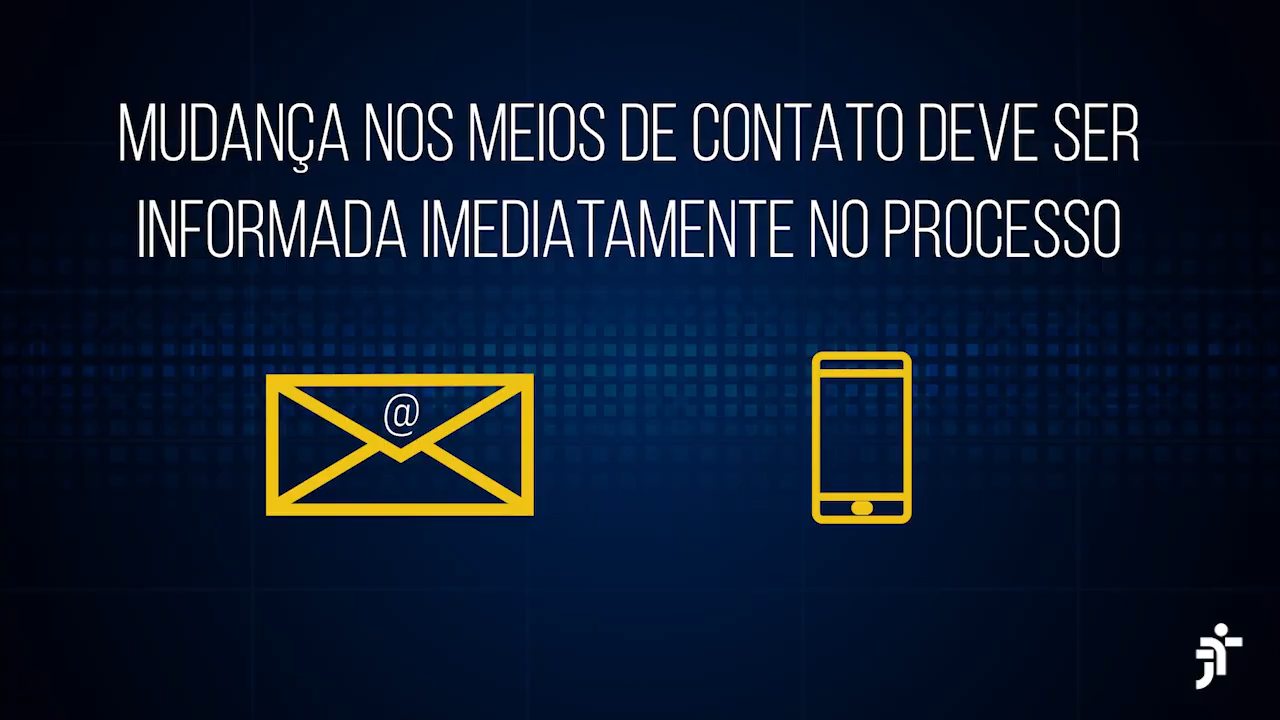 MUDANÇA NOS MEIOS DE CONTATO DEVE SER
INFORMADA IMEDIATAMENTE NO PROCESSO
@